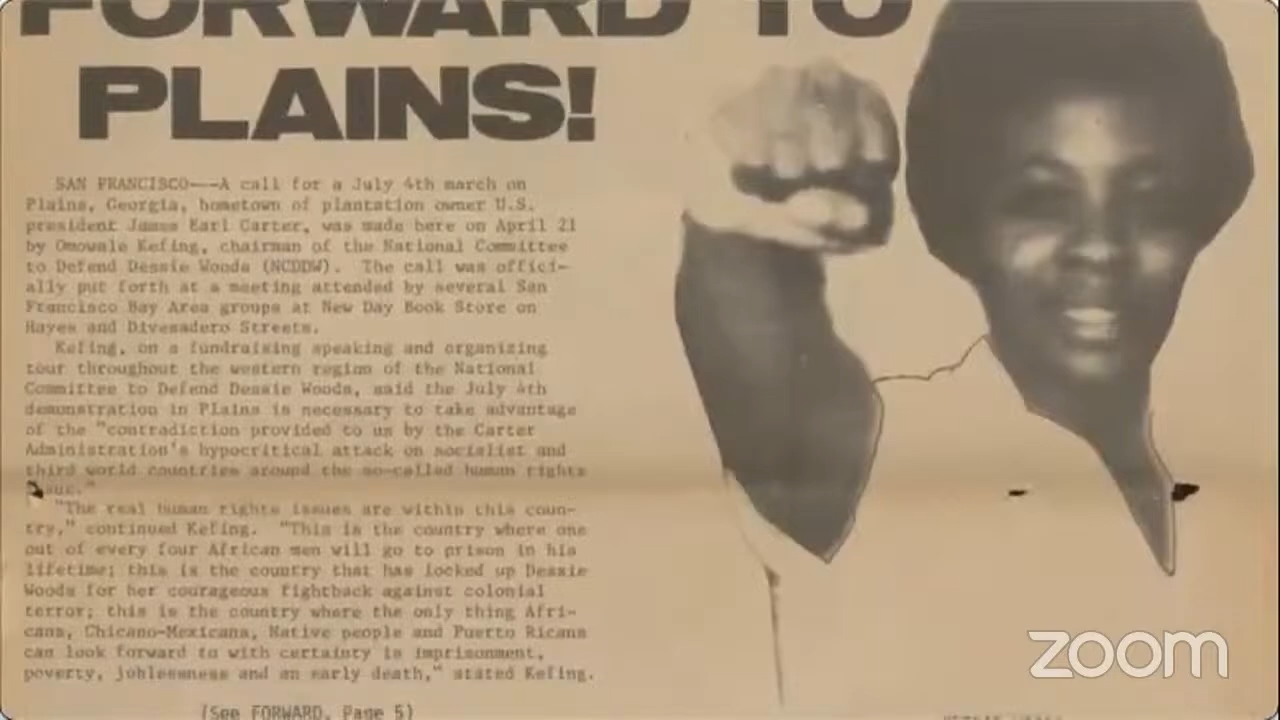 FORWARD TO
PLAINS!
SAN FRANCISCO---A call for a July 4th march on
Plains, Georgia, hometown of plantation owner U.S.
president James Earl Carter, was made here on April 21
by Omowale Kefing, chairman of the National Committee
to Defend Dessie Woods (NCDDW). The call was offici-
ally put forth at a meeting attended by several San
Francisco Bay Area groups at New Day Book Store on
Hayes and Divesadero Streets.
Kefing, on a fundraising speaking and organizing
tour throughout the western region of the National
Committee to Defend Dessie Woods, said the July 4th
demonstration in Plains is necessary to take advantage
of the "contradiction provided to us by the Carter
Administration's hypocritical attack on socialist and
third world countries around the so-called human rights
issue."
"The real human rights issues are within this coun-
try," continued Kefing. "This is the country where one
out of every four African men will go to prison in his
lifetime; this is the country that has locked up Dessie
Woods for her courageous fightback against colonial
terror; this is the country where the only thing Afri-
cans, Chicano-Mexicans, Native people and Puerto Ricans
can look forward to with certainty is imprisonment,
poverty, joblessness and an early death," stated Kefing.
(See FORWARD, Page 5)
zoom